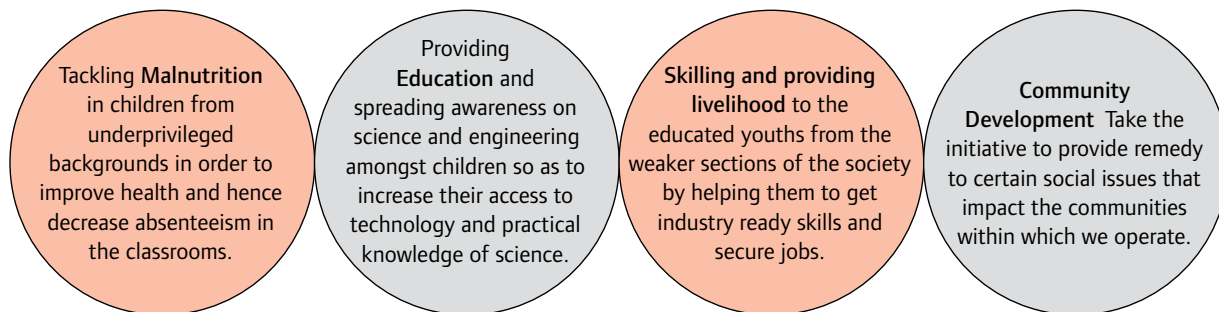 Tackling Malnutrition
in children from
underprivileged
backgrounds in order to
improve health and hence
decrease absenteeism in
the classrooms.
Providing
Education and
spreading awareness on
science and engineering
amongst children so as to
increase their access to
technology and practical
knowledge of science.
Skilling and providing
livelihood to the
educated youths from the
weaker sections of the society
by helping them to get
industry ready skills and
secure jobs.
Community
Development Take the
initiative to provide remedy
to certain social issues that
impact the communities
within which we operate.